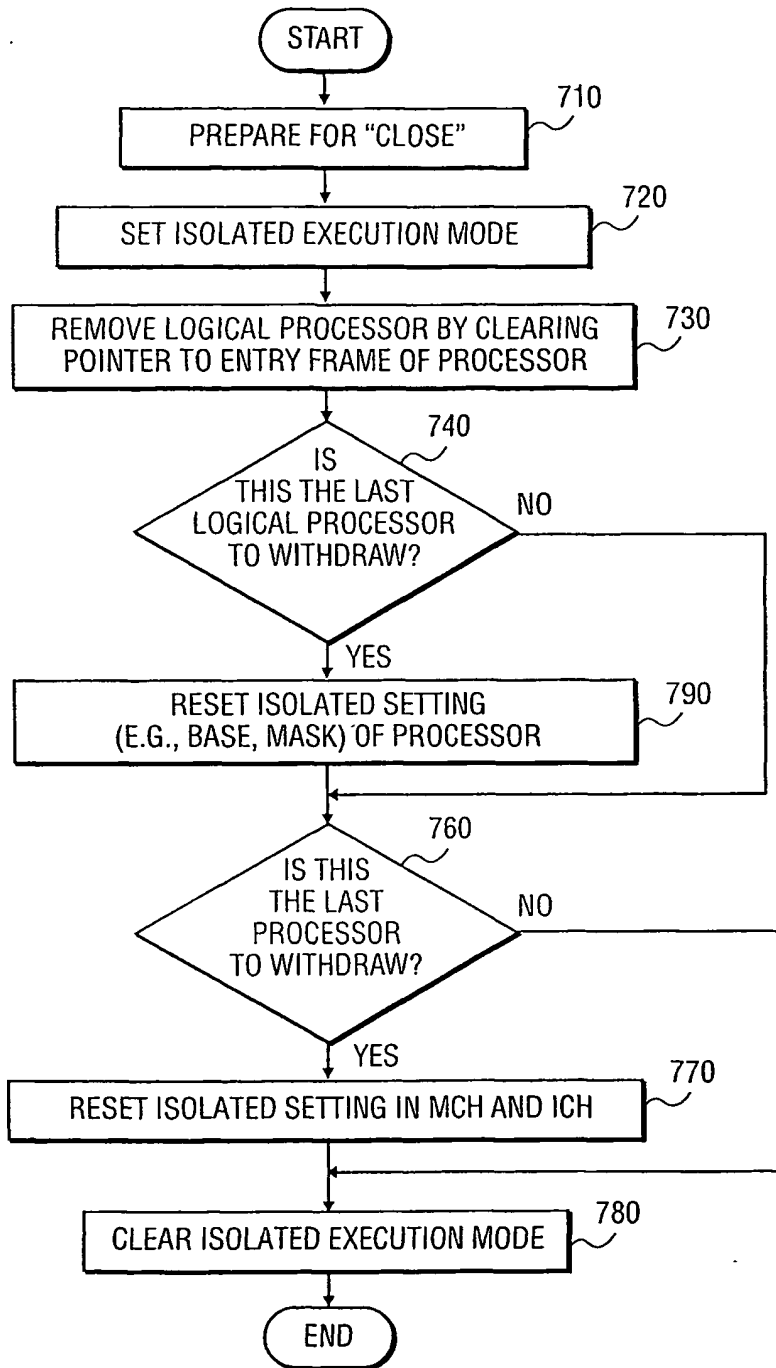 START
710
PREPARE FOR "CLOSE"
720
SET ISOLATED EXECUTION MODE
730
REMOVE LOGICAL PROCESSOR BY CLEARING
POINTER TO ENTRY FRAME OF PROCESSOR
740
IS
THIS THE LAST
LOGICAL PROCESSOR
TO WITHDRAW?
NO
YES
790
RESET ISOLATED SETTING
(E.G., BASE, MASK) OF PROCESSOR
760
IS THIS
THE LAST
PROCESSOR
TO WITHDRAW?
NO
YES
770
RESET ISOLATED SETTING IN MCH AND ICH
780
CLEAR ISOLATED EXECUTION MODE
END